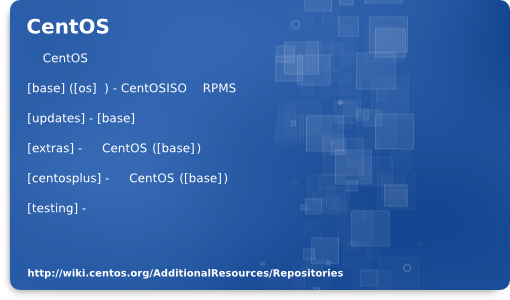 CentOS
CentOS
[base] ([os] ) - CentOSISO RPMS
[updates] - [base]
[extras] - CentOS ([base])
[centosplus] - CentOS ([base])
[testing] -
http://wiki.centos.org/AdditionalResources/Repositories